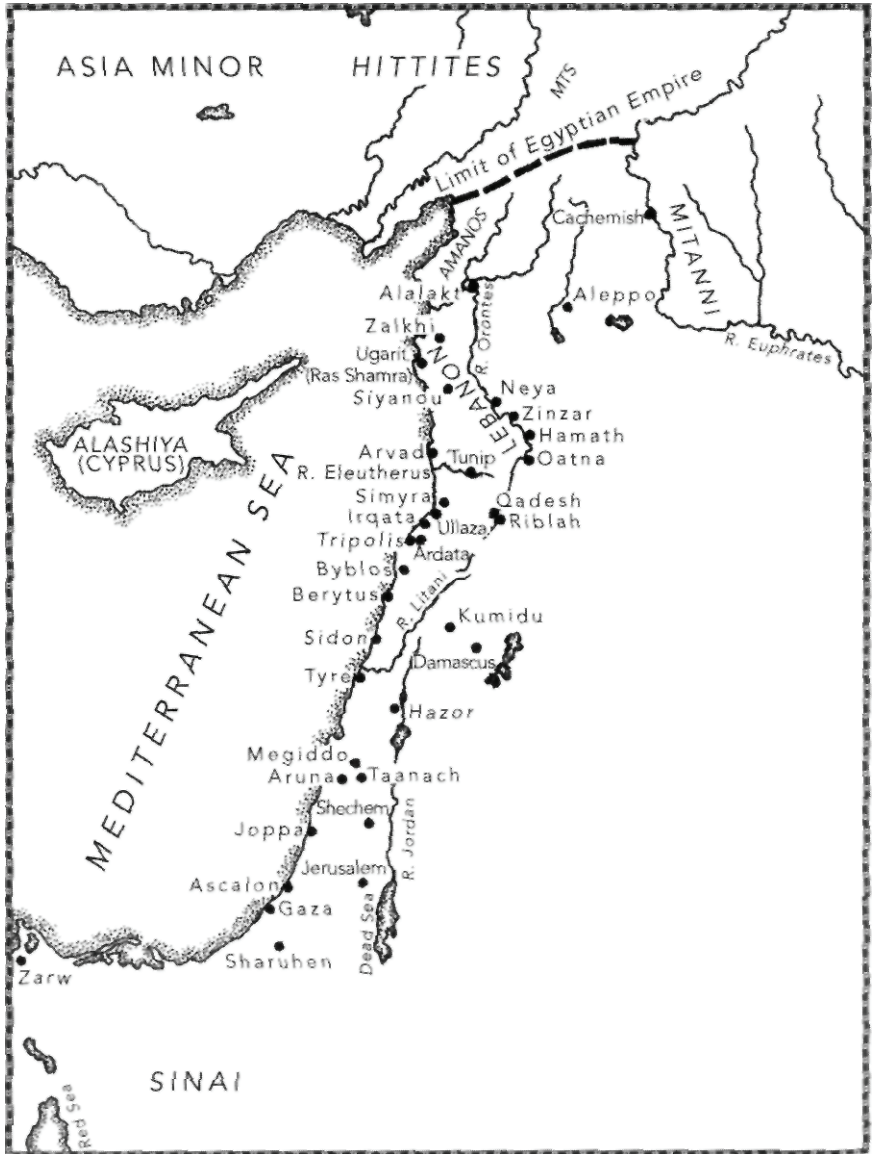 ASIA MINOR
HITTITES
MTS
Limit of Egyptian Empire
AMANOS
Cachemish
MITANNI
Alalakt
Aleppo
Zalkhi
R. Orontes
R. Euphrates
Ugarit
(Ras Shamra)
Siyanou
LEBANON
Neya
Zinzar
Hamath
Oatna
ALASHIYA
(CYPRUS)
Arvad
Tunip
R. Eleutherus
Simyra
Qadesh
Irqata
Ullaza
Riblah
Tripolis
Ardata
Byblos
Berytus
R. Litani
Kumidu
Sidon
Damascus
Tyre
Hazor
MEDITERRANEAN SEA
Megiddo
Aruna
Taanach
Shechem
Joppa
R. Jordan
Jerusalem
Ascalon
Gaza
Dead Sea
Sharuhen
Zarw
SINAI
Red Sea